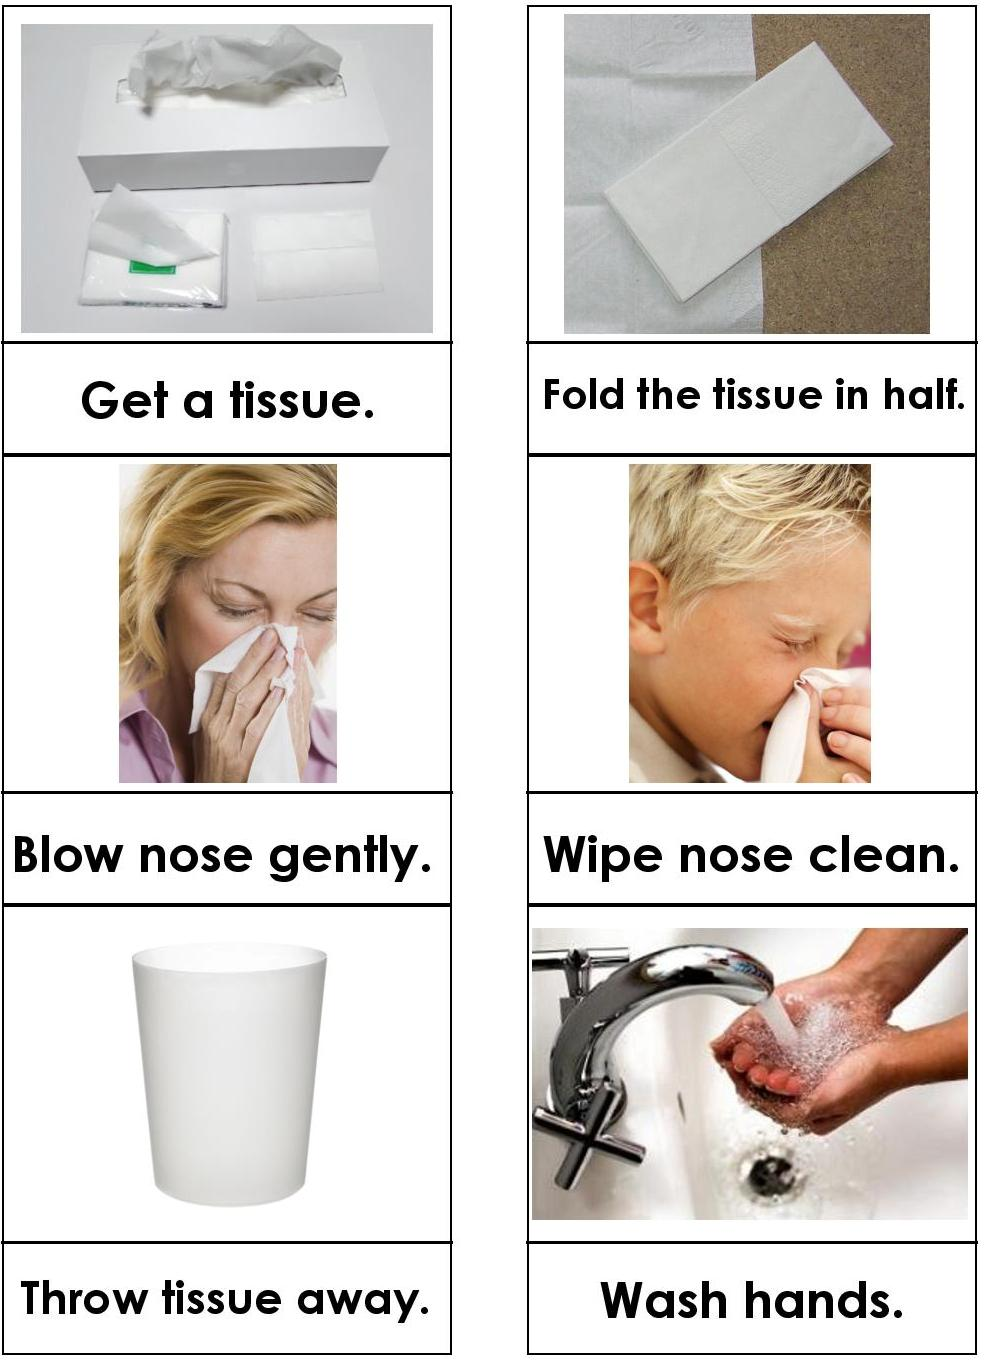 Get a tissue.
Fold the tissue in half.
Blow nose gently.
Wipe nose clean.
Throw tissue away.
Wash hands.